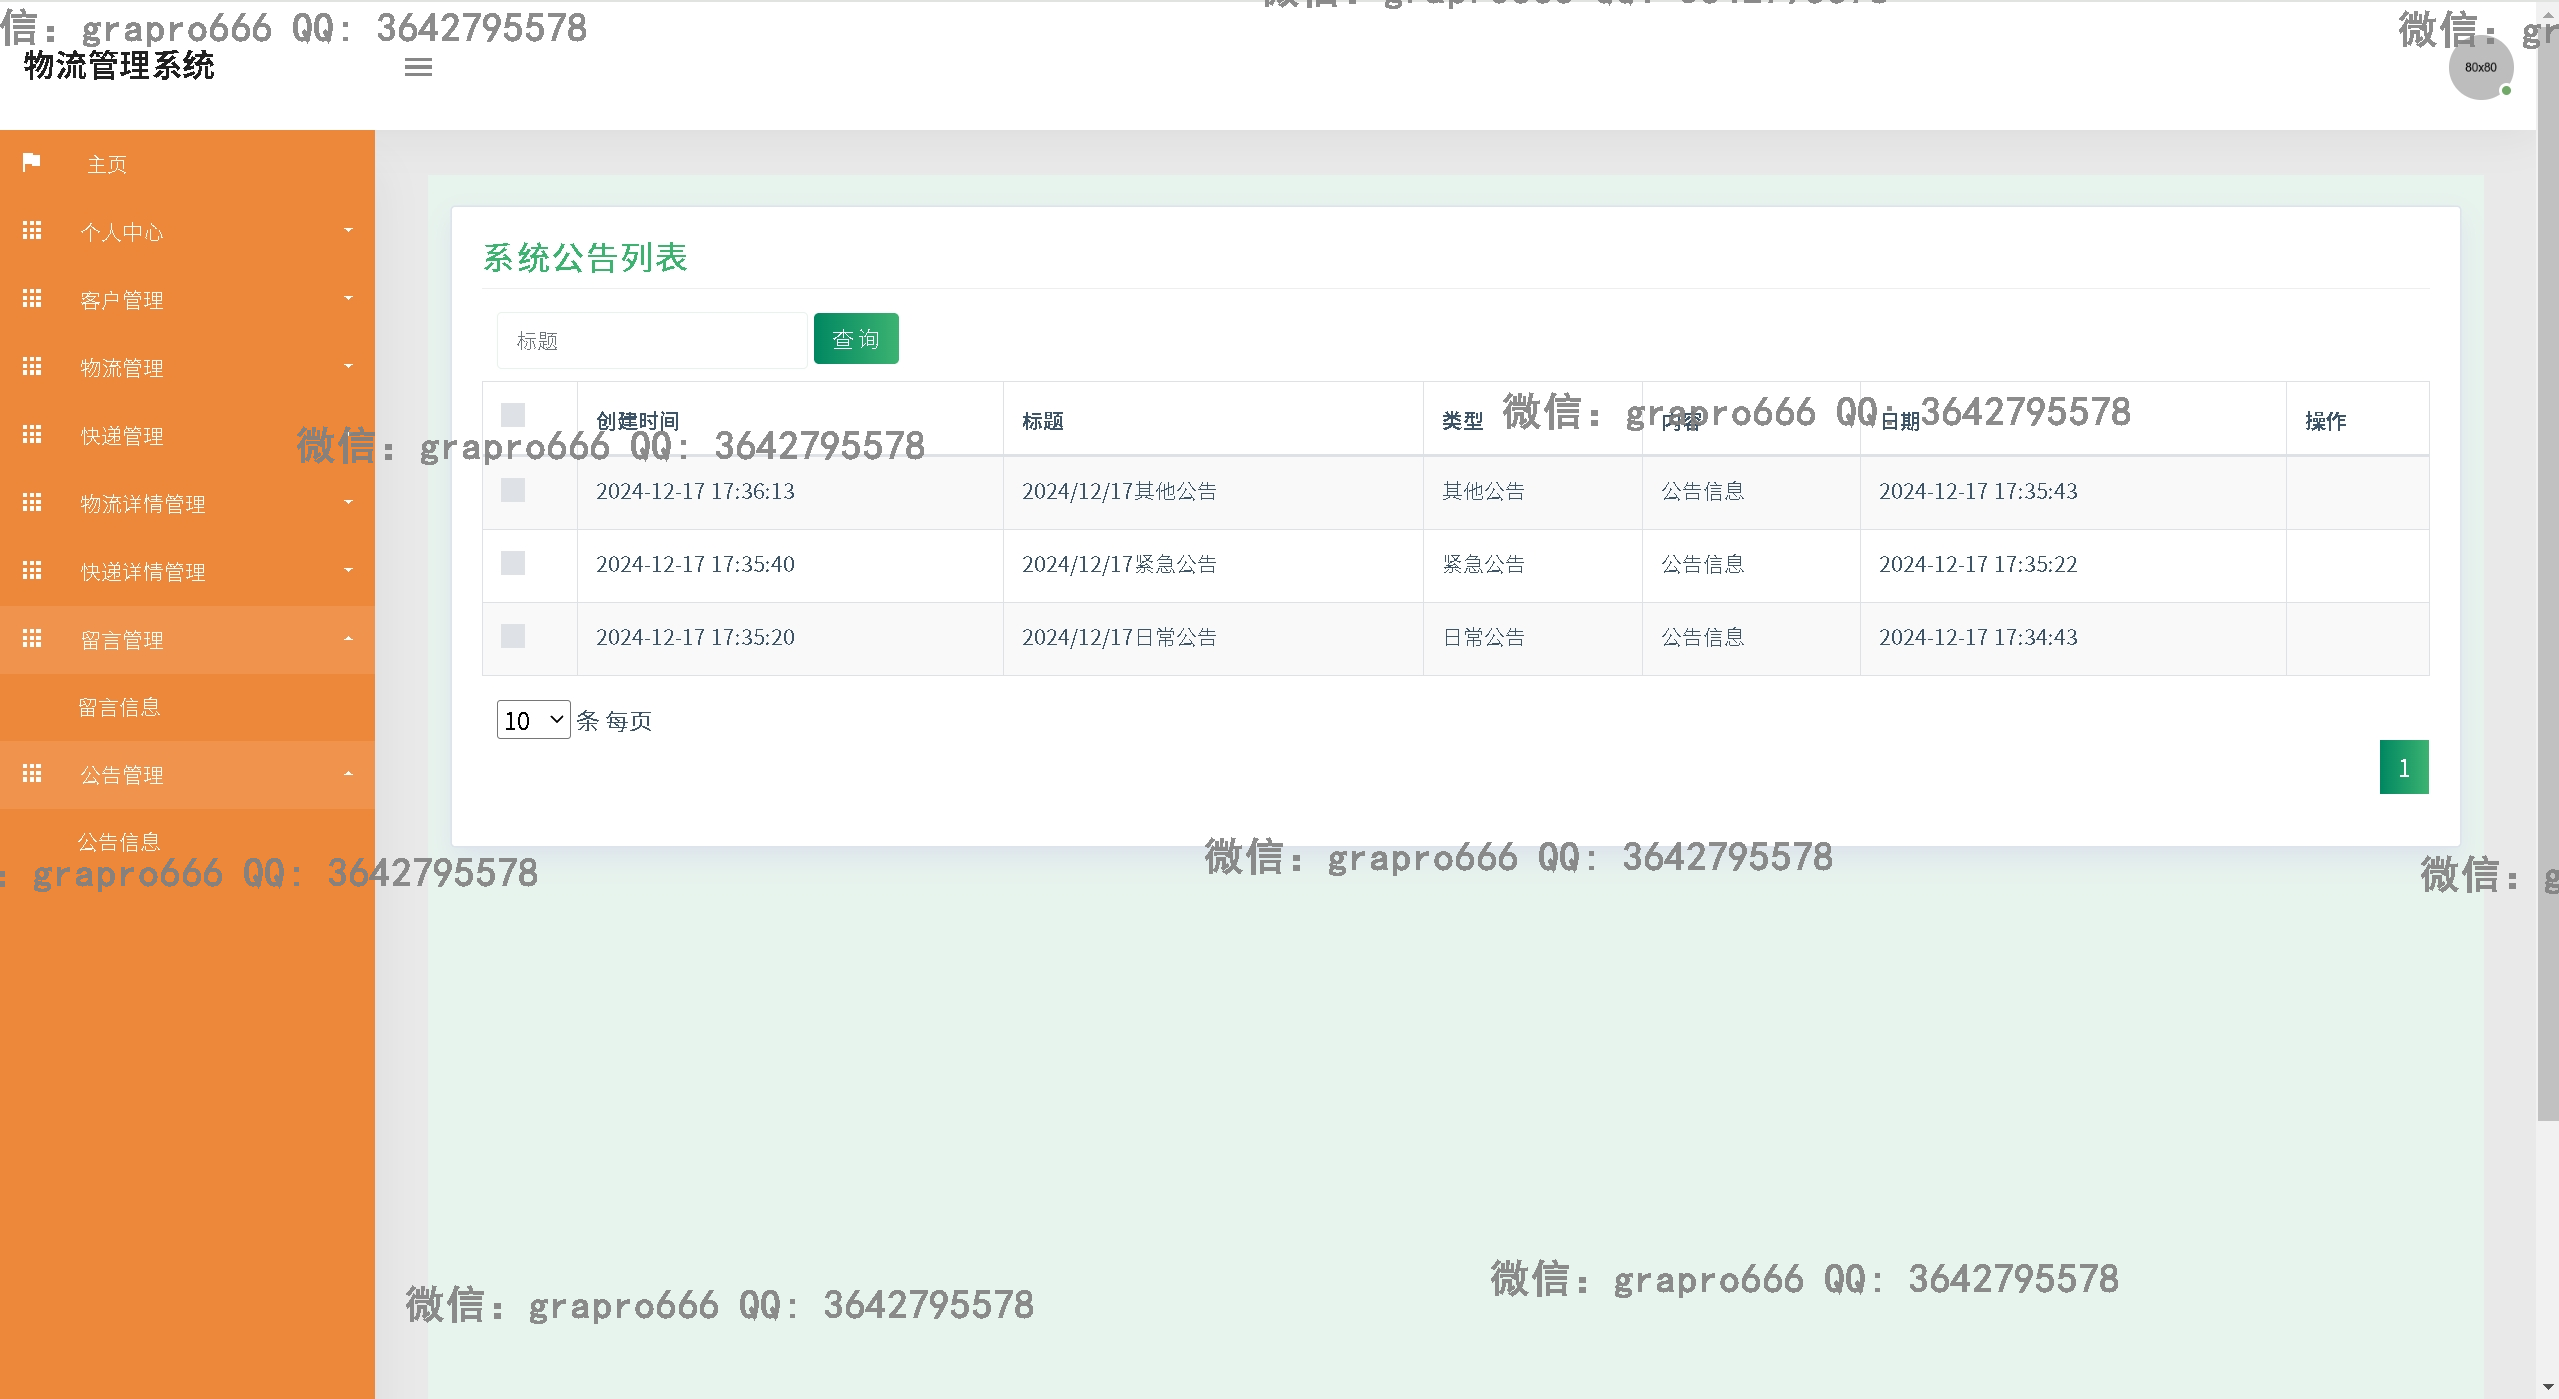 信：grapro666 QQ：3642795578
微信：gr
物流管理系统
80x80
主页
个人中心
客户管理
物流管理
快递管理
物流详情管理
快递详情管理
留言管理
留言信息
公告管理
公告信息
系统公告列表
标题
查询
创建时间 标题 类型 内容 日期 操作
微信：grapro666 QQ：3642795578
微信：grapro666 QQ：3642795578
2024-12-17 17:36:13 2024/12/17其他公告 其他公告 公告信息 2024-12-17 17:35:43
2024-12-17 17:35:40 2024/12/17紧急公告 紧急公告 公告信息 2024-12-17 17:35:22
2024-12-17 17:35:20 2024/12/17日常公告 日常公告 公告信息 2024-12-17 17:34:43
10 条 每页
1
：grapro666 QQ：3642795578
微信：grapro666 QQ：3642795578
微信：g
微信：grapro666 QQ：3642795578
微信：grapro666 QQ：3642795578